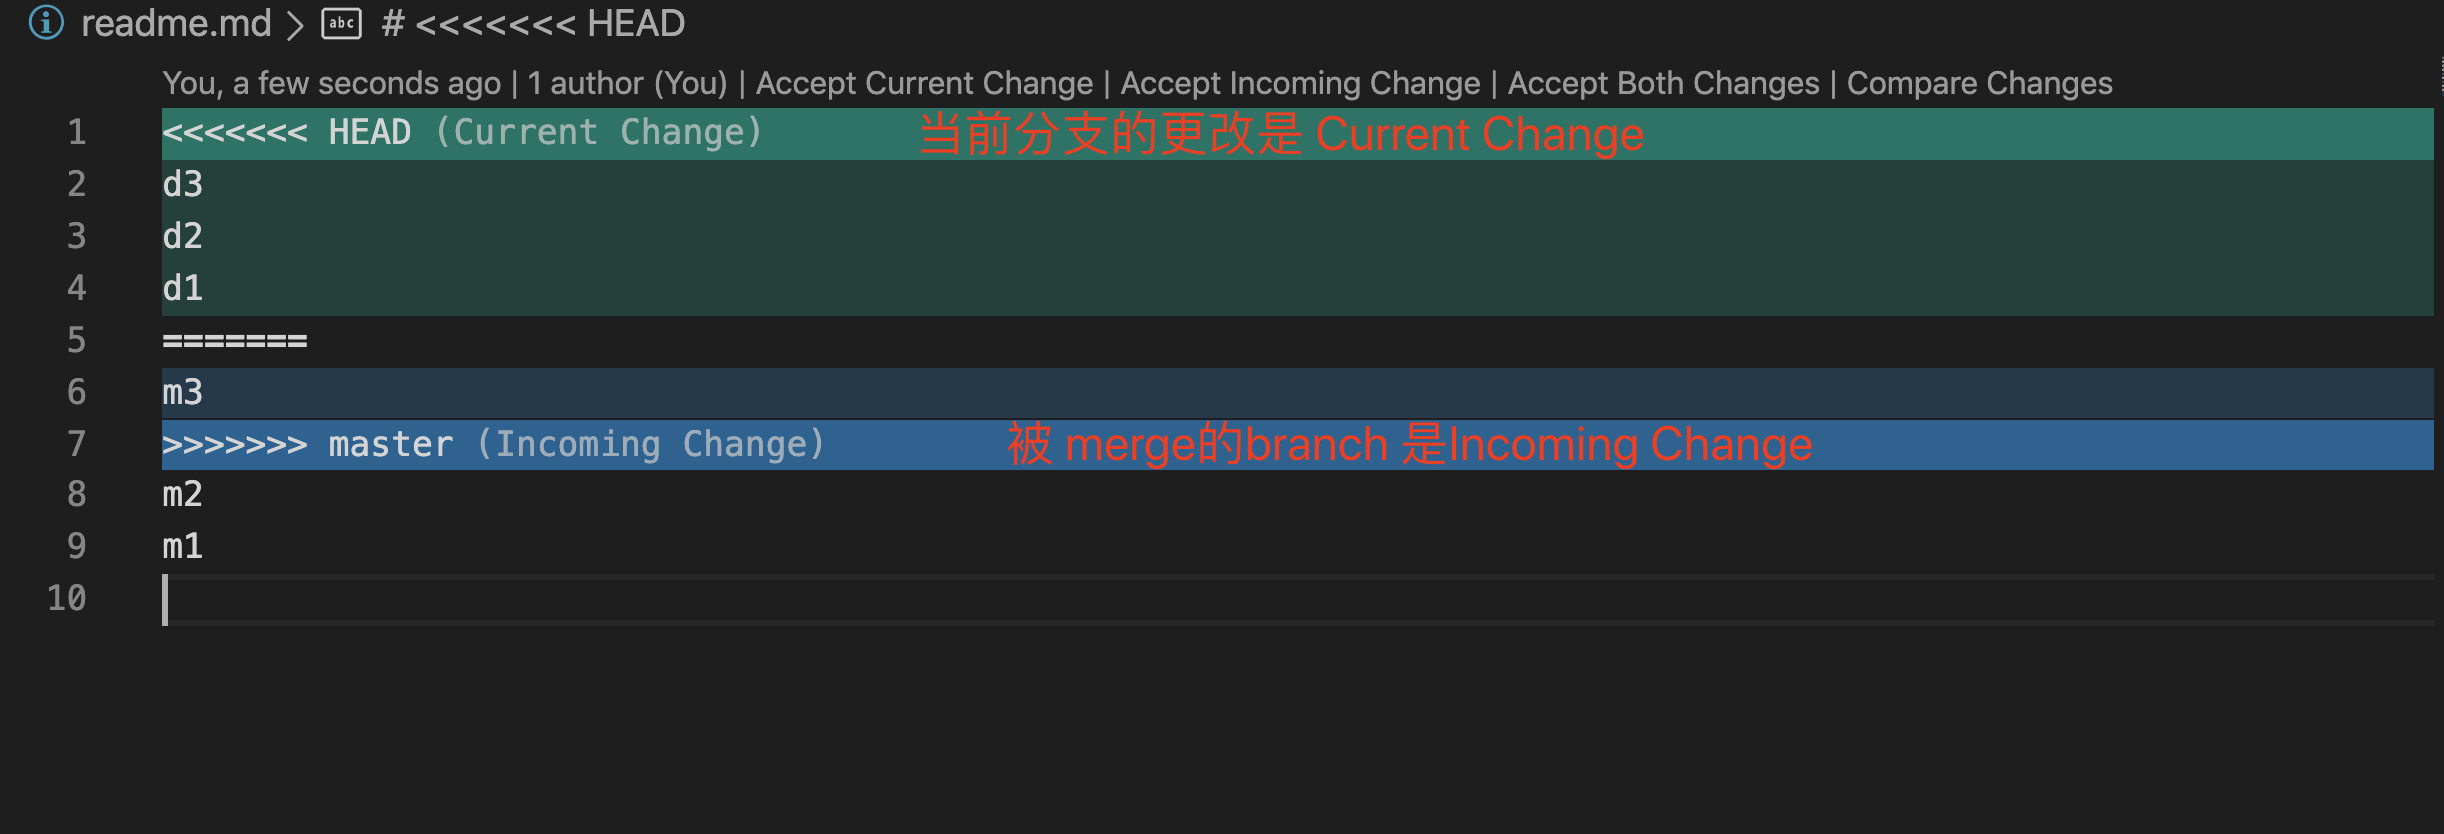 readme.md > abc # <<<<<<< HEAD
You, a few seconds ago | 1 author (You) | Accept Current Change | Accept Incoming Change | Accept Both Changes | Compare Changes
1 <<<<<<< HEAD (Current Change) 当前分支的更改是 Current Change
2 d3
3 d2
4 d1
5 =======
6 m3
7 >>>>>>> master (Incoming Change) 被 merge的branch 是Incoming Change
8 m2
9 m1
10